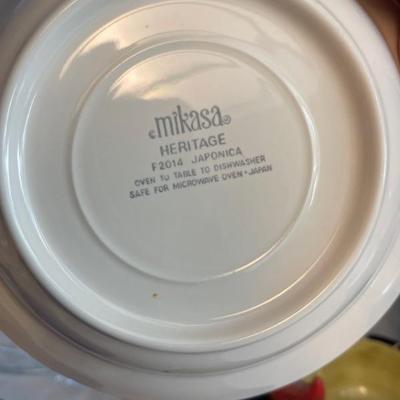 mikasa®
HERITAGE
F2014 JAPONICA
OVEN TO TABLE TO DISHWASHER
SAFE FOR MICROWAVE OVEN • JAPAN